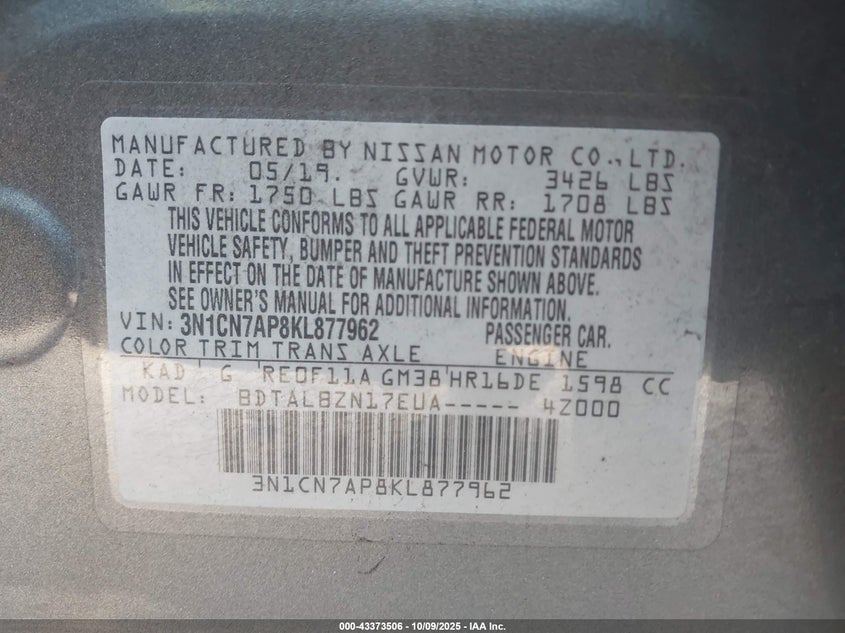 MANUFACTURED BY NISSAN MOTOR CO., LTD.
DATE: 05/19. GVWR: 3426 LBS
GAWR FR: 1750 LBS GAWR RR: 1708 LBS
THIS VEHICLE CONFORMS TO ALL APPLICABLE FEDERAL MOTOR
VEHICLE SAFETY, BUMPER AND THEFT PREVENTION STANDARDS
IN EFFECT ON THE DATE OF MANUFACTURE SHOWN ABOVE.
SEE OWNER'S MANUAL FOR ADDITIONAL INFORMATION.
VIN: 3N1CN7AP8KL877962 PASSENGER CAR.
COLOR TRIM TRANS AXLE ENGINE
KAD G RE0F11A GM38 HR16DE 1598 CC
MODEL: BDTALBZN17EUA----- 4Z000
3N1CN7AP8KL877962
000-43373506 - 10/09/2025 - IAA Inc.